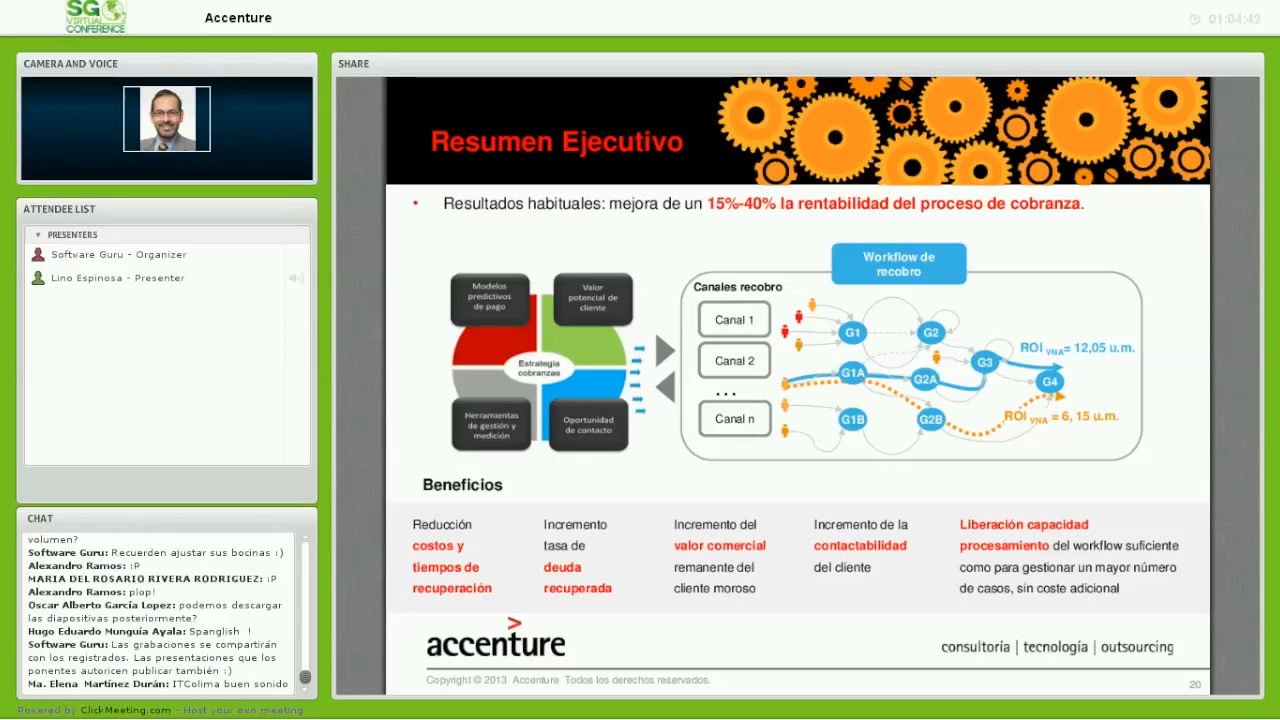 SG
VIRTUAL
CONFERENCE
Accenture
01:04:42
CAMERA AND VOICE
ATTENDEE LIST
PRESENTERS
Software Guru - Organizer
Lino Espinosa - Presenter
CHAT
volumen?
Software Guru: Recuerden ajustar sus bocinas :)
Alexandro Ramos: :P
MARIA DEL ROSARIO RIVERA RODRIGUEZ: :P
Alexandro Ramos: plop!
Oscar Alberto García Lopez: podemos descargar
las diapositivas posteriormente?
Hugo Eduardo Munguía Ayala: Spanglish !
Software Guru: Las grabaciones se compartirán
con los registrados. Las presentaciones que los
ponentes autoricen publicar también :)
Ma. Elena Martínez Durán: ITColima buen sonido
Powered by ClickMeeting.com - Host your own meeting
SHARE
Resumen Ejecutivo
• Resultados habituales: mejora de un 15%-40% la rentabilidad del proceso de cobranza.
Modelos
predictivos
de pago
Valor
potencial de
cliente
Estrategia
cobranzas
Herramientas
de gestión y
medición
Oportunidad
de contacto
Workflow de
recobro
Canales recobro
Canal 1
Canal 2
...
Canal n
G1
G2
G3
G1A
G2A
G4
G1B
G2B
ROI VNA= 12,05 u.m.
ROI VNA = 6, 15 u.m.
Beneficios
Reducción
costos y
tiempos de
recuperación
Incremento
tasa de
deuda
recuperada
Incremento del
valor comercial
remanente del
cliente moroso
Incremento de la
contactabilidad
del cliente
Liberación capacidad
procesamiento del workflow suficiente
como para gestionar un mayor número
de casos, sin coste adicional
accenture
consultoría | tecnología | outsourcing
Copyright © 2013 Accenture Todos los derechos reservados.
20